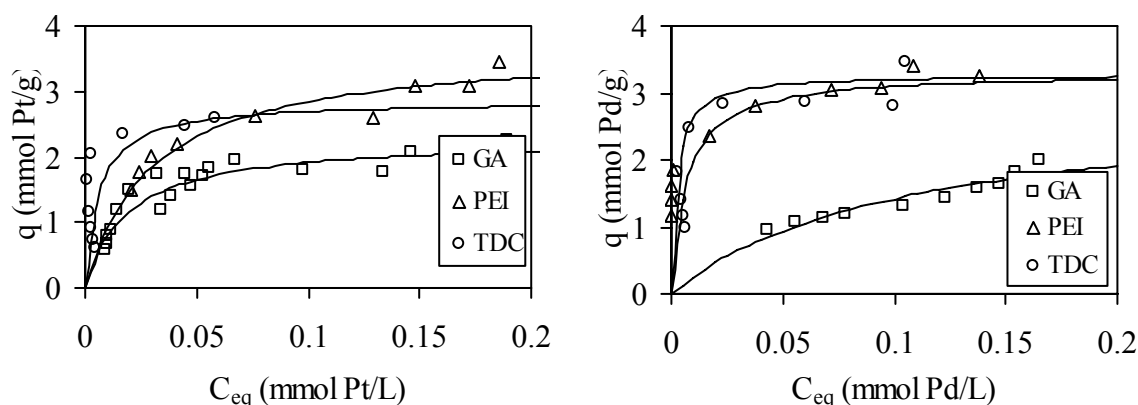 4
3
2
1
0
q (mmol Pt/g)
GA
PEI
TDC
0
0.05
0.1
0.15
0.2
C_eq (mmol Pt/L)
4
3
2
1
0
q (mmol Pd/g)
GA
PEI
TDC
0
0.05
0.1
0.15
0.2
C_eq (mmol Pd/L)